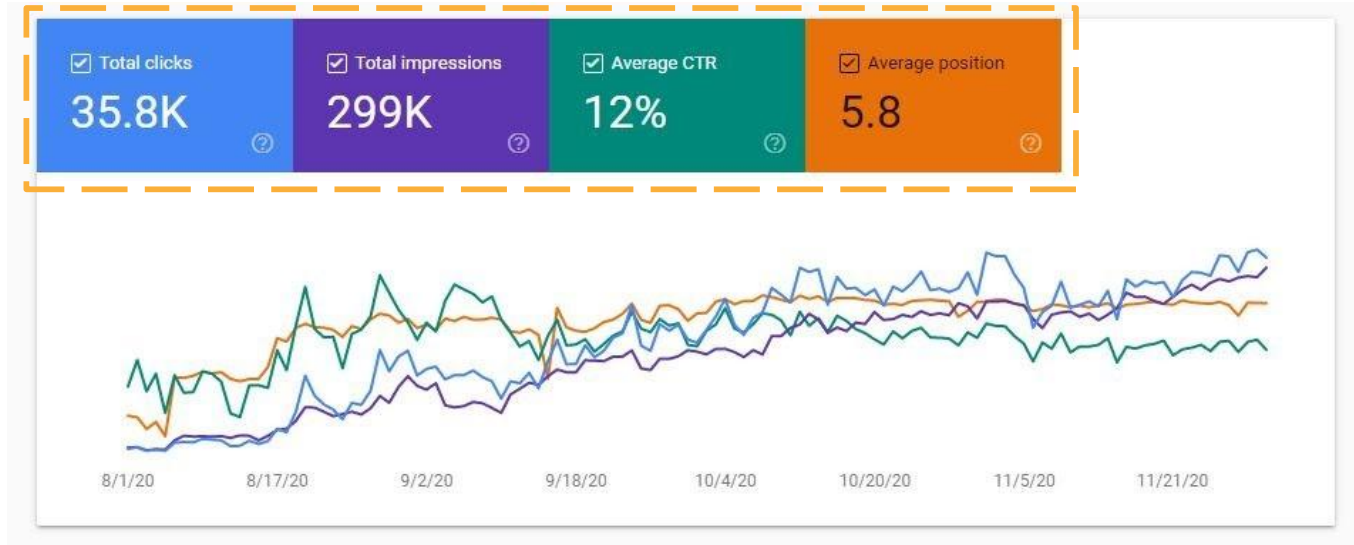 Total clicks
35.8K
Total impressions
299K
Average CTR
12%
Average position
5.8
8/1/20 8/17/20 9/2/20 9/18/20 10/4/20 10/20/20 11/5/20 11/21/20